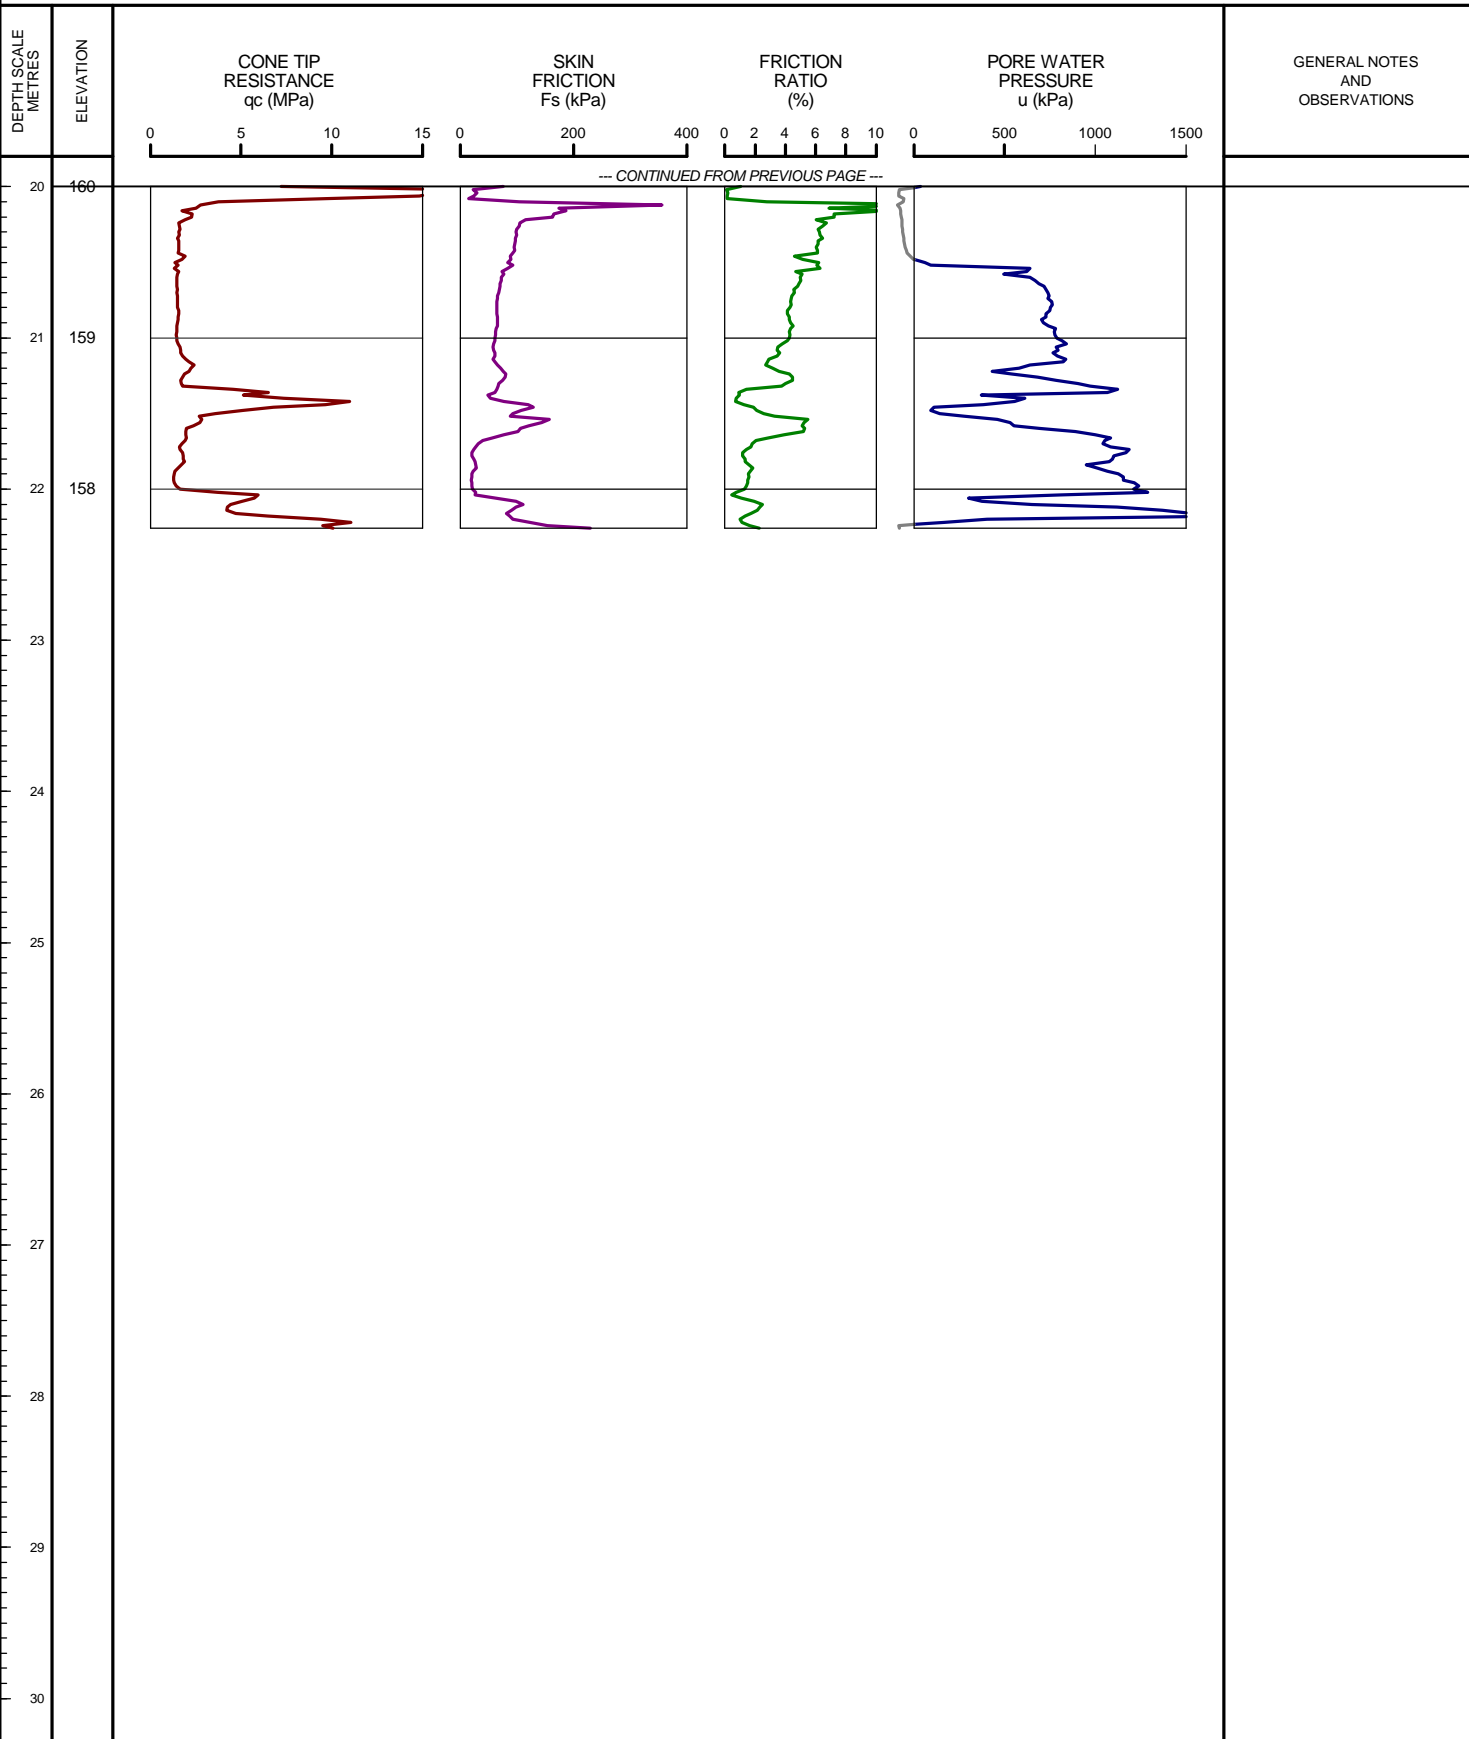 DEPTH SCALE
METRES
ELEVATION
CONE TIP
RESISTANCE
qc (MPa)
SKIN
FRICTION
Fs (kPa)
FRICTION
RATIO
(%)
PORE WATER
PRESSURE
u (kPa)
GENERAL NOTES
AND
OBSERVATIONS
0 5 10 15
0 200 400
0 2 4 6 8 10
0 500 1000 1500
--- CONTINUED FROM PREVIOUS PAGE ---
20 160
21 159
22 158
23
24
25
26
27
28
29
30